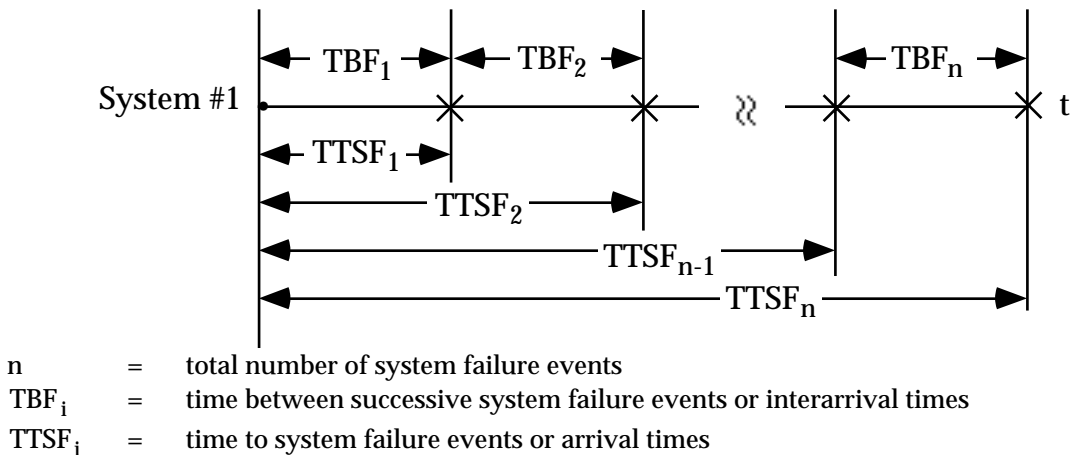 TBF1 TBF2 TBFn
System #1 t
TTSF1
TTSF2
TTSFn-1
TTSFn
n = total number of system failure events
TBFi = time between successive system failure events or interarrival times
TTSFi = time to system failure events or arrival times